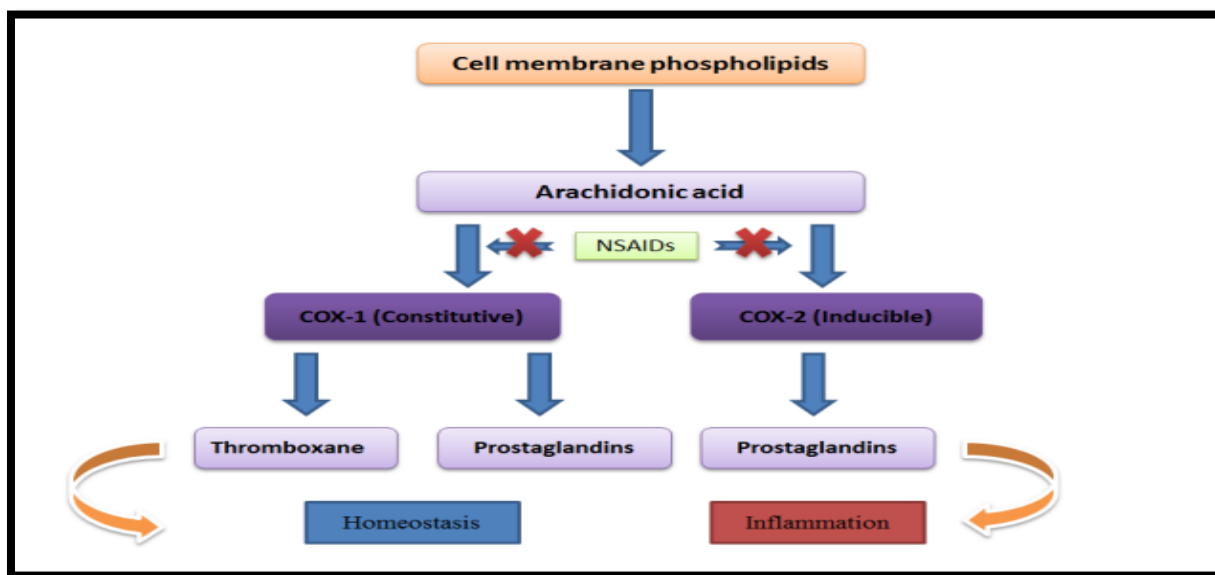 Cell membrane phospholipids
Arachidonic acid
NSAIDs
COX-1 (Constitutive)
COX-2 (Inducible)
Thromboxane
Prostaglandins
Prostaglandins
Homeostasis
Inflammation